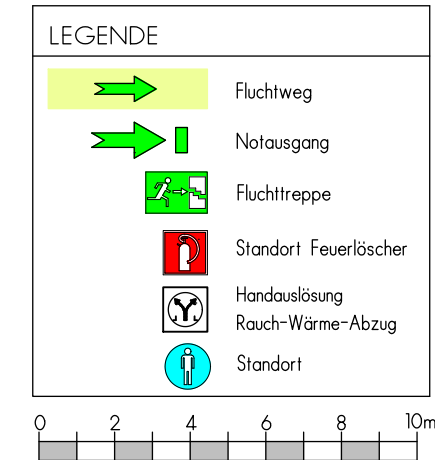 LEGENDE
Fluchtweg
Notausgang
Fluchttreppe
Standort Feuerlöscher
Handauslösung
Rauch-Wärme-Abzug
Standort
0 2 4 6 8 10m